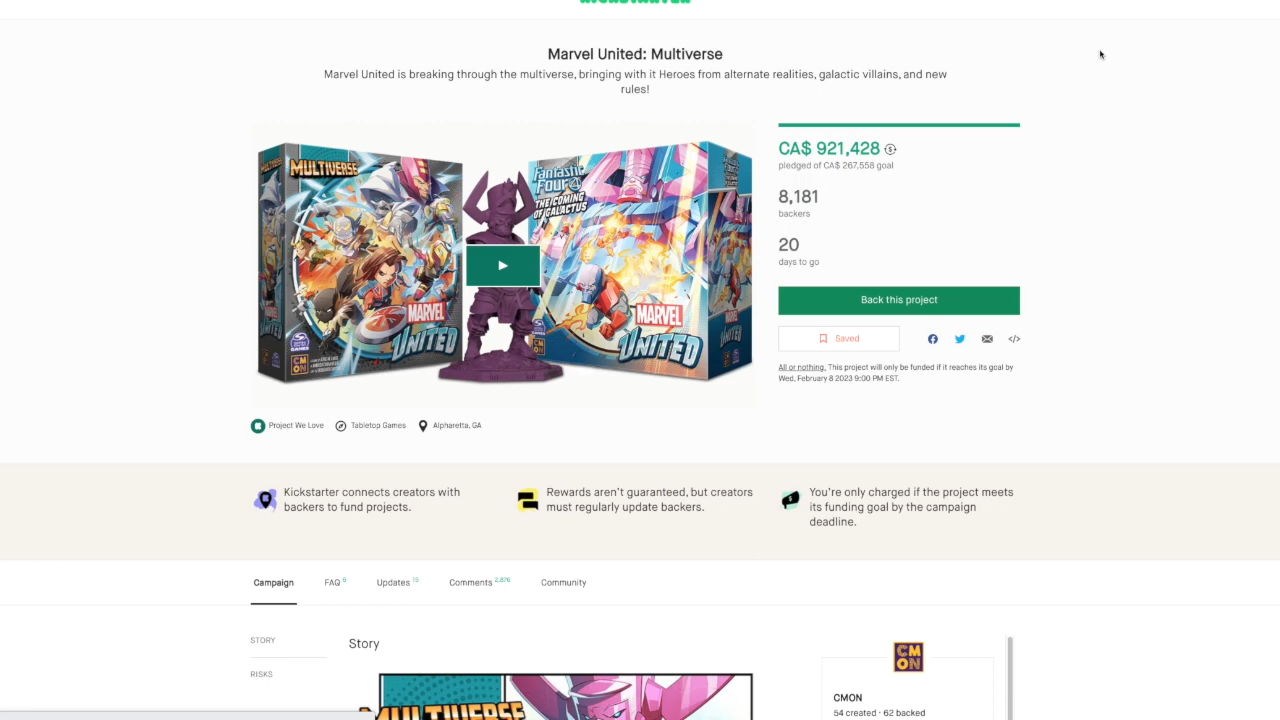 KICKSTARTER
Marvel United: Multiverse
Marvel United is breaking through the multiverse, bringing with it Heroes from alternate realities, galactic villains, and new
rules!
MULTIVERSE
MARVEL
UNITED
CMON
FANTASTIC
FOUR
THE COMING
OF GALACTUS
MARVEL
UNITED
CA$ 921,428
pledged of CA$ 267,558 goal
8,181
backers
20
days to go
Back this project
Saved
All or nothing. This project will only be funded if it reaches its goal by
Wed, February 8 2023 9:00 PM EST.
Project We Love
Tabletop Games
Alpharetta, GA
Kickstarter connects creators with
backers to fund projects.
Rewards aren't guaranteed, but creators
must regularly update backers.
You're only charged if the project meets
its funding goal by the campaign
deadline.
Campaign
FAQ 6
Updates 15
Comments 2,876
Community
STORY
RISKS
Story
MULTIVERSE
CMON
CMON
54 created · 62 backed